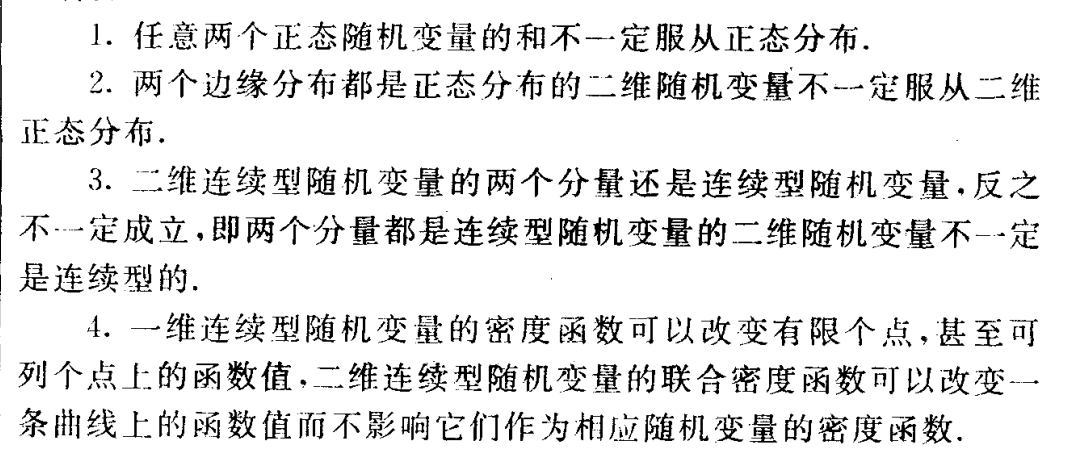 1. 任意两个正态随机变量的和不一定服从正态分布.
2. 两个边缘分布都是正态分布的二维随机变量不一定服从二维
正态分布.
3. 二维连续型随机变量的两个分量还是连续型随机变量,反之
不一定成立,即两个分量都是连续型随机变量的二维随机变量不一定
是连续型的.
4. 一维连续型随机变量的密度函数可以改变有限个点,甚至可
列个点上的函数值,二维连续型随机变量的联合密度函数可以改变一
条曲线上的函数值而不影响它们作为相应随机变量的密度函数.